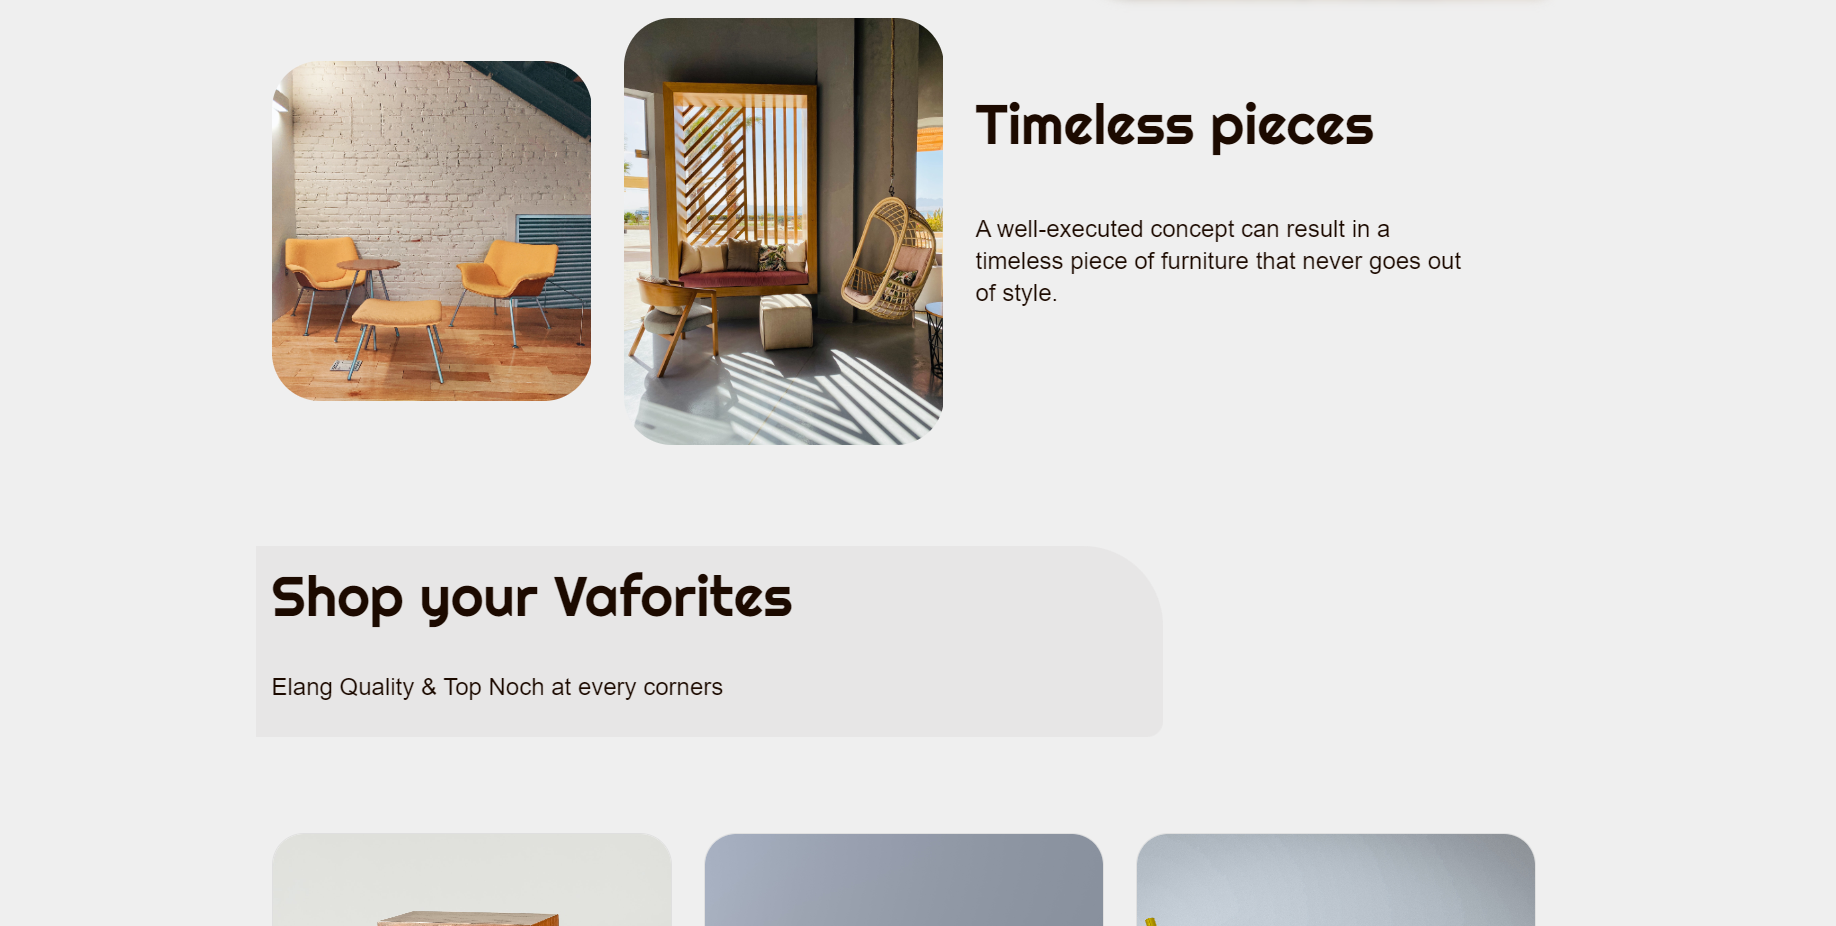 Timeless pieces
A well-executed concept can result in a
timeless piece of furniture that never goes out
of style.
Shop your Vaforites
Elang Quality & Top Noch at every corners